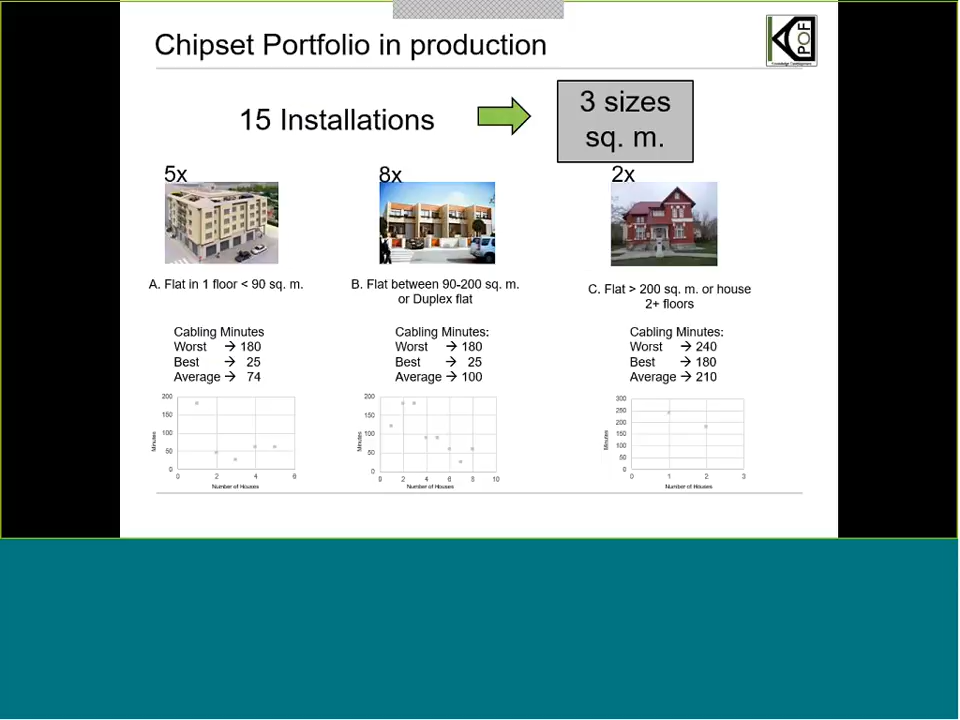 Chipset Portfolio in production
KD
POF
Knowledge Development
15 Installations
3 sizes
sq. m.
5x
8x
2x
A. Flat in 1 floor < 90 sq. m.
B. Flat between 90-200 sq. m.
or Duplex flat
C. Flat > 200 sq. m. or house
2+ floors
Cabling Minutes
Worst → 180
Best → 25
Average → 74
Cabling Minutes:
Worst → 180
Best → 25
Average → 100
Cabling Minutes:
Worst → 240
Best → 180
Average → 210
200
150
100
50
0
Minutes
0 2 4 6
Number of Houses
200
150
100
50
0
Minutes
0 2 4 6 8 10
Number of Houses
300
250
200
150
100
50
0
Minutes
0 1 2 3
Number of Houses